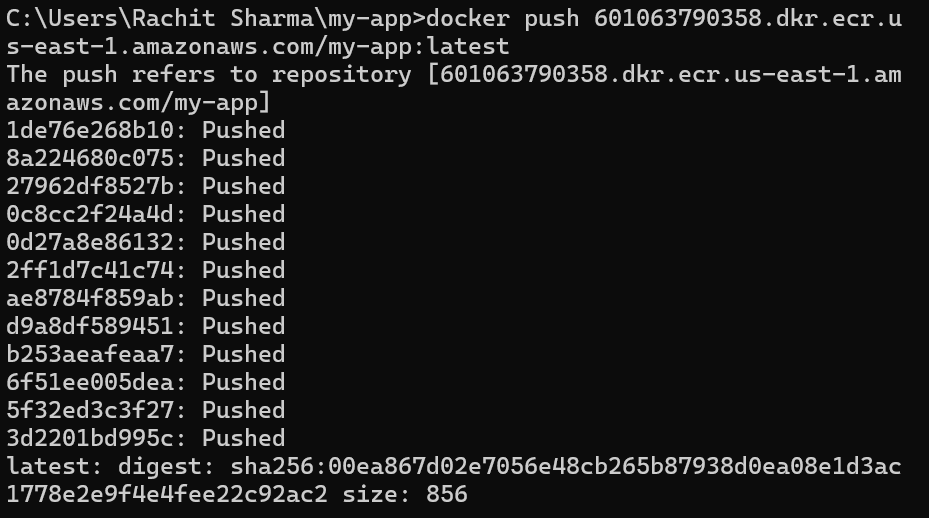 C:\Users\Rachit Sharma\my-app>docker push 601063790358.dkr.ecr.u
s-east-1.amazonaws.com/my-app:latest
The push refers to repository [601063790358.dkr.ecr.us-east-1.am
azonaws.com/my-app]
1de76e268b10: Pushed
8a224680c075: Pushed
27962df8527b: Pushed
0c8cc2f24a4d: Pushed
0d27a8e86132: Pushed
2ff1d7c41c74: Pushed
ae8784f859ab: Pushed
d9a8df589451: Pushed
b253aeafeaa7: Pushed
6f51ee005dea: Pushed
5f32ed3c3f27: Pushed
3d2201bd995c: Pushed
latest: digest: sha256:00ea867d02e7056e48cb265b87938d0ea08e1d3ac
1778e2e9f4e4fee22c92ac2 size: 856